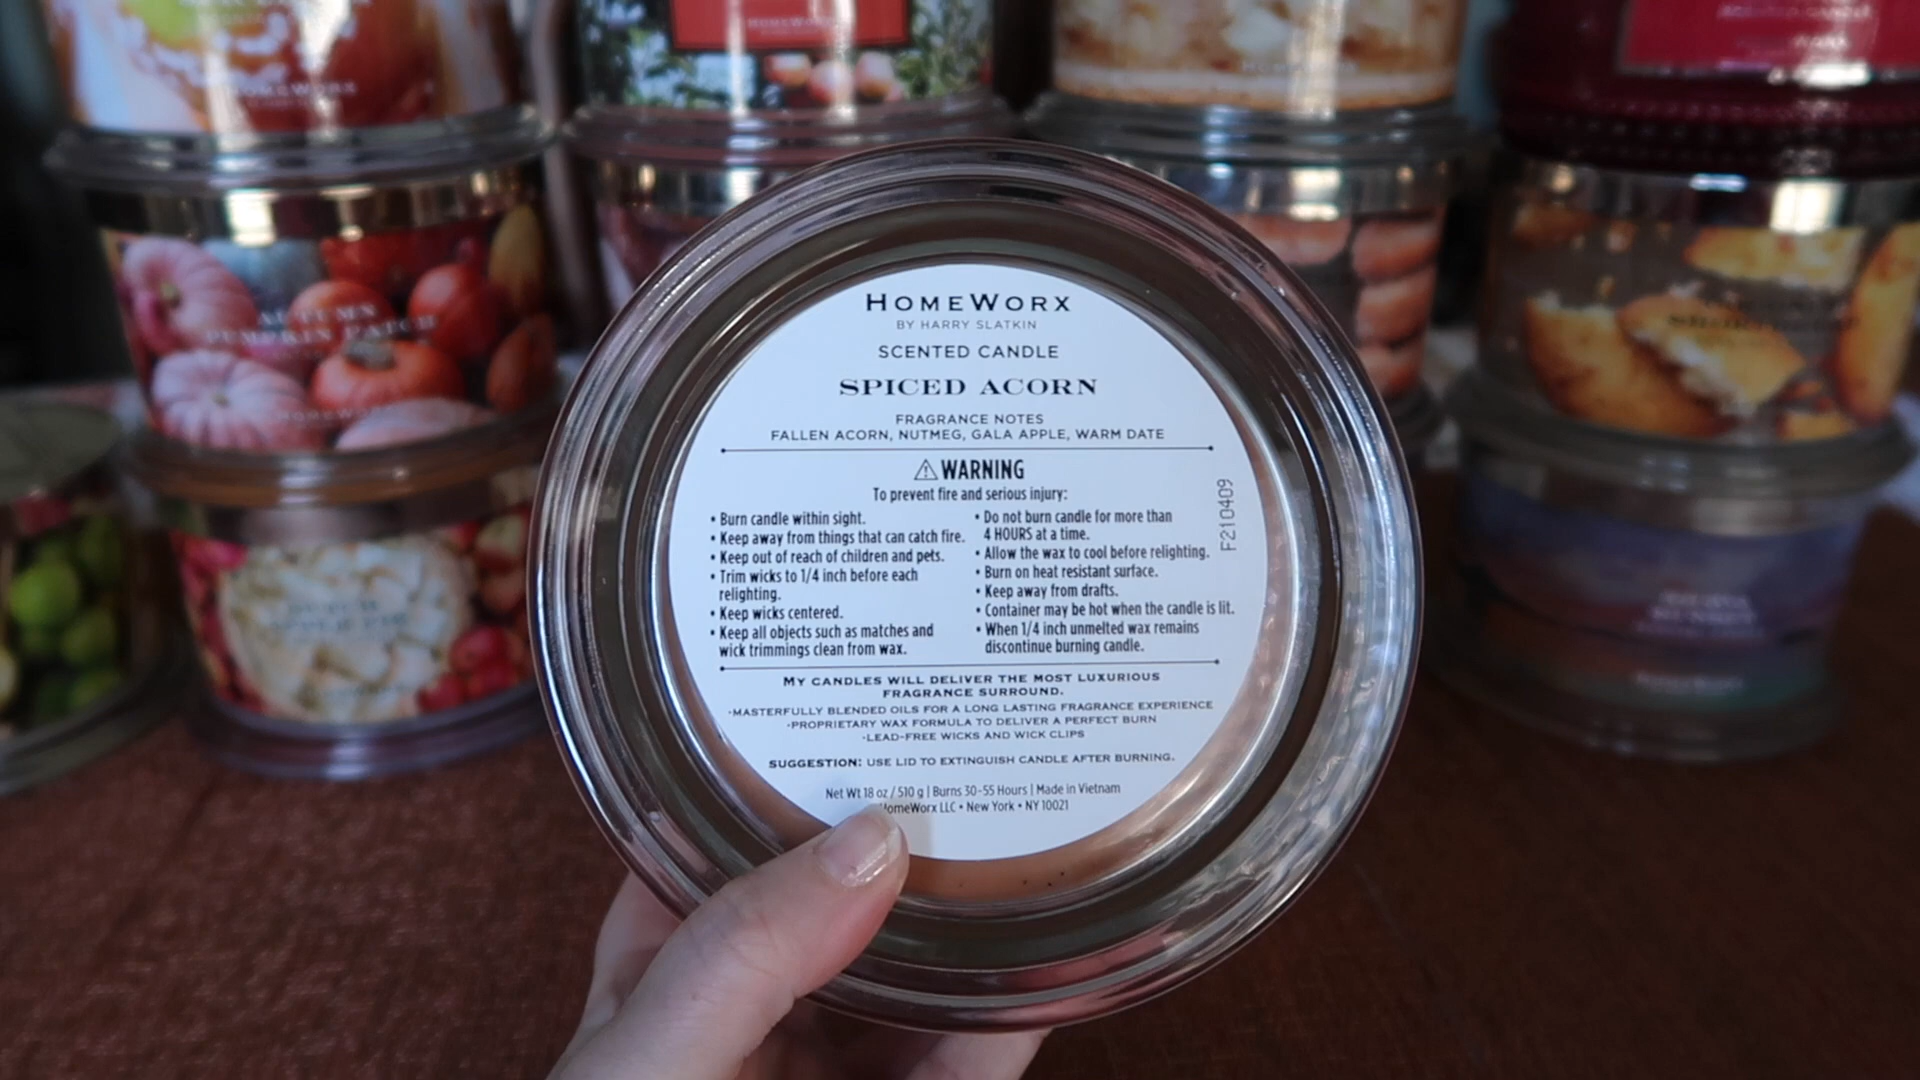 HOMEWORX
AUTUMN
PUMPKIN PATCH
HOMEWORX
HOMEWORX
BY HARRY SLATKIN
SCENTED CANDLE
SPICED ACORN
FRAGRANCE NOTES
FALLEN ACORN, NUTMEG, GALA APPLE, WARM DATE
⚠ WARNING
To prevent fire and serious injury:
• Burn candle within sight.
• Keep away from things that can catch fire.
• Keep out of reach of children and pets.
• Trim wicks to 1/4 inch before each
relighting.
• Keep wicks centered.
• Keep all objects such as matches and
wick trimmings clean from wax.
• Do not burn candle for more than
4 HOURS at a time.
• Allow the wax to cool before relighting.
• Burn on heat resistant surface.
• Keep away from drafts.
• Container may be hot when the candle is lit.
• When 1/4 inch unmelted wax remains
discontinue burning candle.
F210409
MY CANDLES WILL DELIVER THE MOST LUXURIOUS
FRAGRANCE SURROUND.
·MASTERFULLY BLENDED OILS FOR A LONG LASTING FRAGRANCE EXPERIENCE
·PROPRIETARY WAX FORMULA TO DELIVER A PERFECT BURN
·LEAD-FREE WICKS AND WICK CLIPS
SUGGESTION: USE LID TO EXTINGUISH CANDLE AFTER BURNING.
Net Wt 18 oz / 510 g | Burns 30-55 Hours | Made in Vietnam
HomeWorx LLC • New York • NY 10021